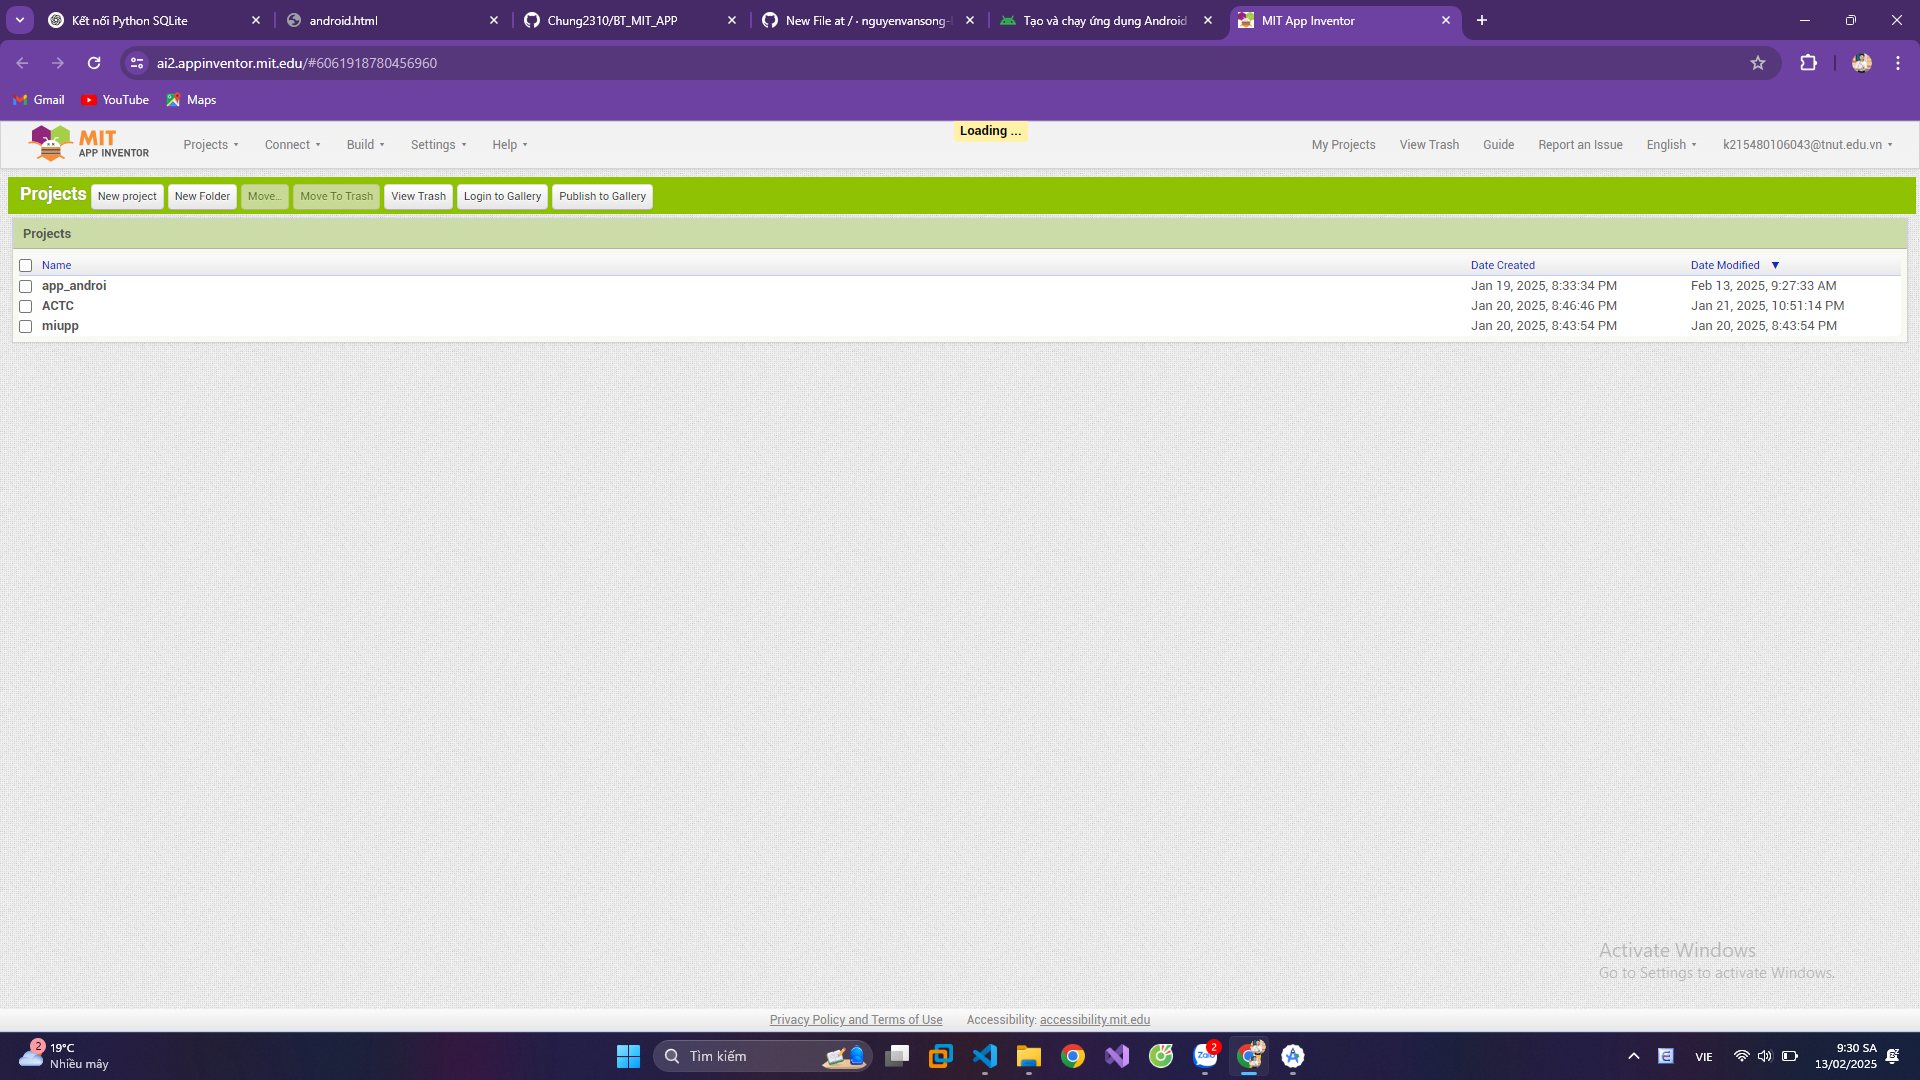 Kết nối Python SQLite
android.html
Chung2310/BT_MIT_APP
New File at / · nguyenvansong-
Tạo và chạy ứng dụng Android
MIT App Inventor
ai2.appinventor.mit.edu/#6061918780456960
Gmail
YouTube
Maps
MIT
APP INVENTOR
Projects
Connect
Build
Settings
Help
Loading ...
My Projects
View Trash
Guide
Report an Issue
English
k215480106043@tnut.edu.vn
Projects
New project
New Folder
Move...
Move To Trash
View Trash
Login to Gallery
Publish to Gallery
Projects
Name
Date Created
Date Modified
app_androi
Jan 19, 2025, 8:33:34 PM
Feb 13, 2025, 9:27:33 AM
ACTC
Jan 20, 2025, 8:46:46 PM
Jan 21, 2025, 10:51:14 PM
miupp
Jan 20, 2025, 8:43:54 PM
Jan 20, 2025, 8:43:54 PM
Activate Windows
Go to Settings to activate Windows.
Privacy Policy and Terms of Use
Accessibility: accessibility.mit.edu
2
19°C
Nhiều mây
Tìm kiếm
Zalo
2
VIE
9:30 SA
13/02/2025